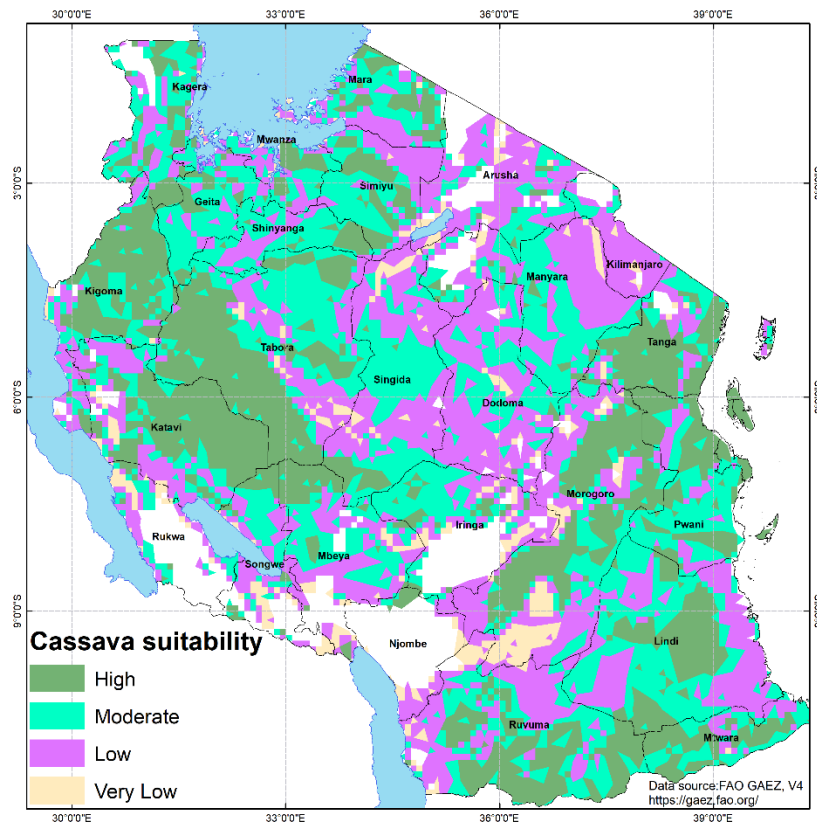 30°0'0"E 33°0'0"E 36°0'0"E 39°0'0"E
Kagera
Mara
Mwanza
3°0'0"S
Arusha
Simiyu
Geita
Shinyanga
Kilimanjaro
Manyara
Kigoma
Tanga
Tabora
Singida
6°0'0"S
Dodoma
Katavi
Morogoro
Pwani
Iringa
Rukwa
Mbeya
Songwe
9°0'0"S
Njombe
Lindi
Ruvuma
Mtwara
Cassava suitability
High
Moderate
Low
Very Low
Data source:FAO GAEZ, V4
https://gaez.fao.org/
30°0'0"E 33°0'0"E 36°0'0"E 39°0'0"E